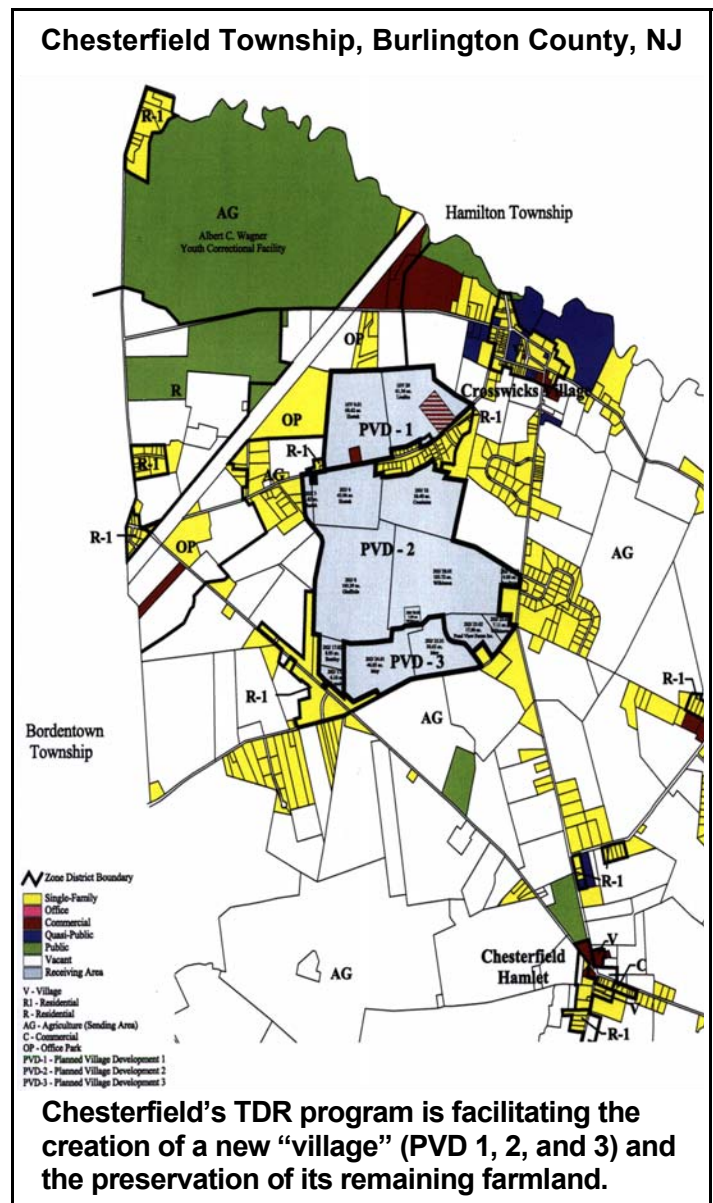 Chesterfield Township, Burlington County, NJ
R-1
AG
Albert C. Wagner
Youth Correctional Facility
Hamilton Township
OP
R
OP
Crosswicks Village
R-1
PVD - 1
R-1
R-1
AG
R-1
OP
PVD - 2
AG
PVD - 3
R-1
AG
R-1
Bordentown
Township
R-1
Zone District Boundary
Single-Family
Office
Commercial
Quasi-Public
Public
Vacant
Receiving Area
Chesterfield
Hamlet
V
C
V
AG
R-1
V - Village
R1 - Residential
R - Residential
AG - Agriculture (Sending Area)
C - Commercial
OP - Office Park
PVD-1 - Planned Village Development 1
PVD-2 - Planned Village Development 2
PVD-3 - Planned Village Development 3
Chesterfield's TDR program is facilitating the
creation of a new “village” (PVD 1, 2, and 3) and
the preservation of its remaining farmland.